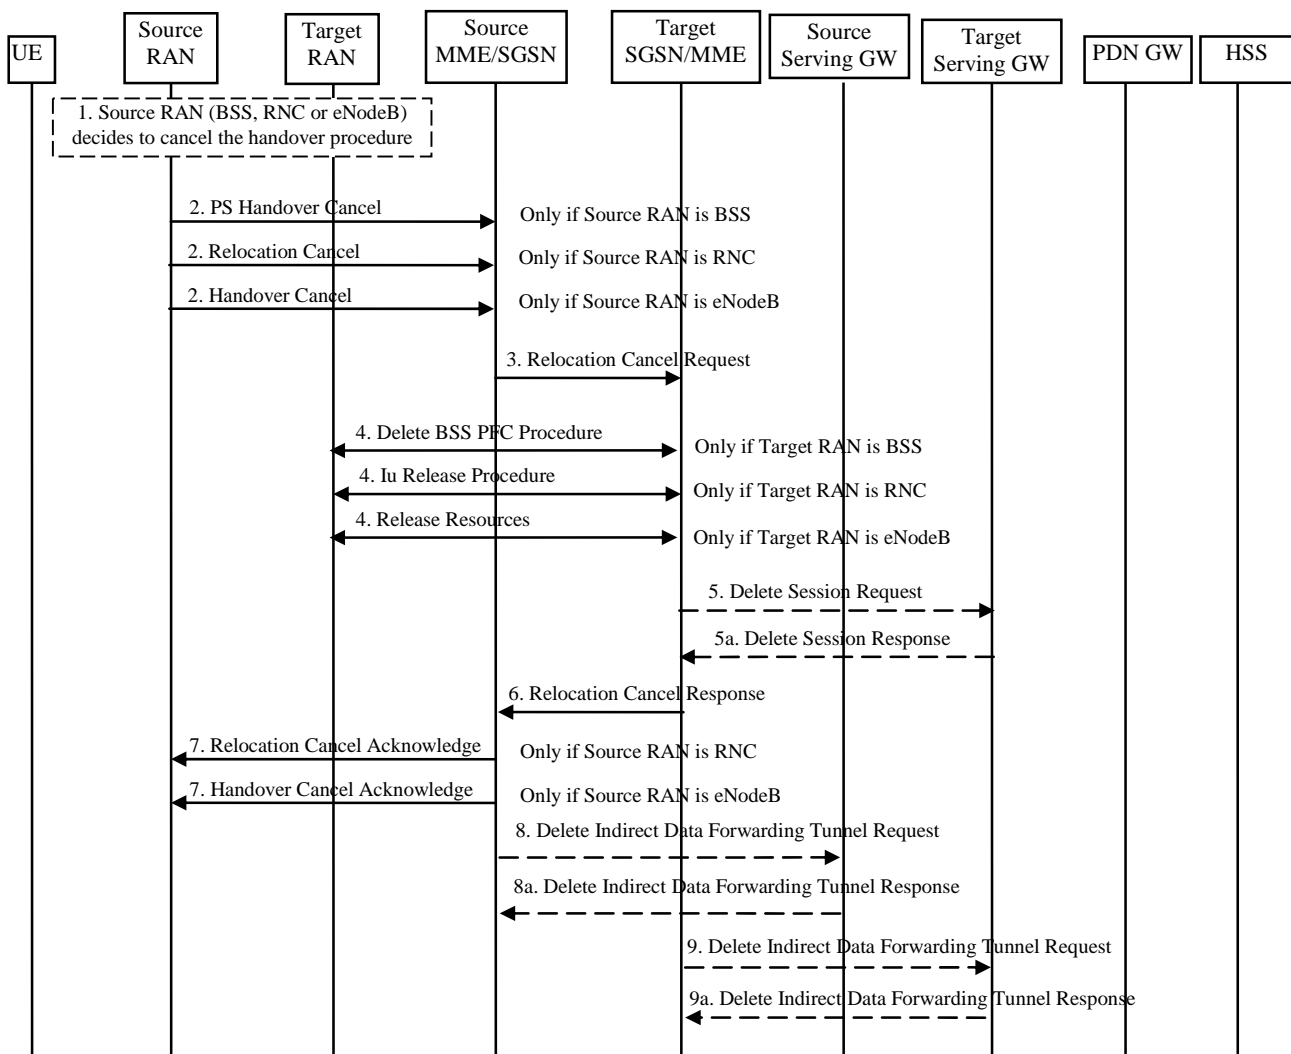 UE
Source
RAN
Target
RAN
Source
MME/SGSN
Target
SGSN/MME
Source
Serving GW
Target
Serving GW
PDN GW
HSS
1. Source RAN (BSS, RNC or eNodeB)
decides to cancel the handover procedure
2. PS Handover Cancel
Only if Source RAN is BSS
2. Relocation Cancel
Only if Source RAN is RNC
2. Handover Cancel
Only if Source RAN is eNodeB
3. Relocation Cancel Request
4. Delete BSS PFC Procedure
Only if Target RAN is BSS
4. Iu Release Procedure
Only if Target RAN is RNC
4. Release Resources
Only if Target RAN is eNodeB
5. Delete Session Request
5a. Delete Session Response
6. Relocation Cancel Response
7. Relocation Cancel Acknowledge
Only if Source RAN is RNC
7. Handover Cancel Acknowledge
Only if Source RAN is eNodeB
8. Delete Indirect Data Forwarding Tunnel Request
8a. Delete Indirect Data Forwarding Tunnel Response
9. Delete Indirect Data Forwarding Tunnel Request
9a. Delete Indirect Data Forwarding Tunnel Response